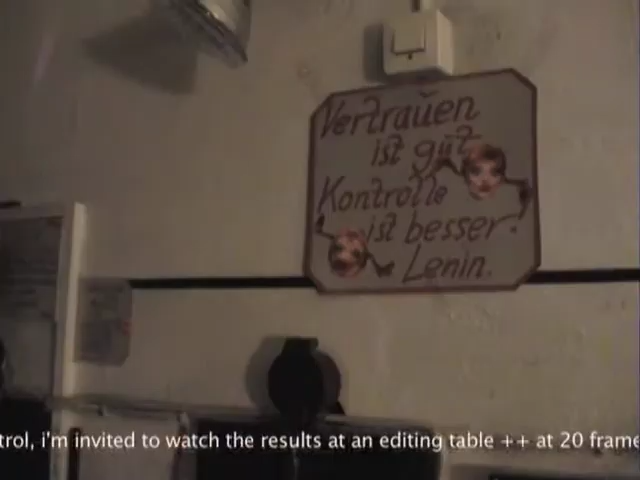 Vertrauen
ist gut
Kontrolle
ist besser.
Lenin.
trol, i'm invited to watch the results at an editing table ++ at 20 frame